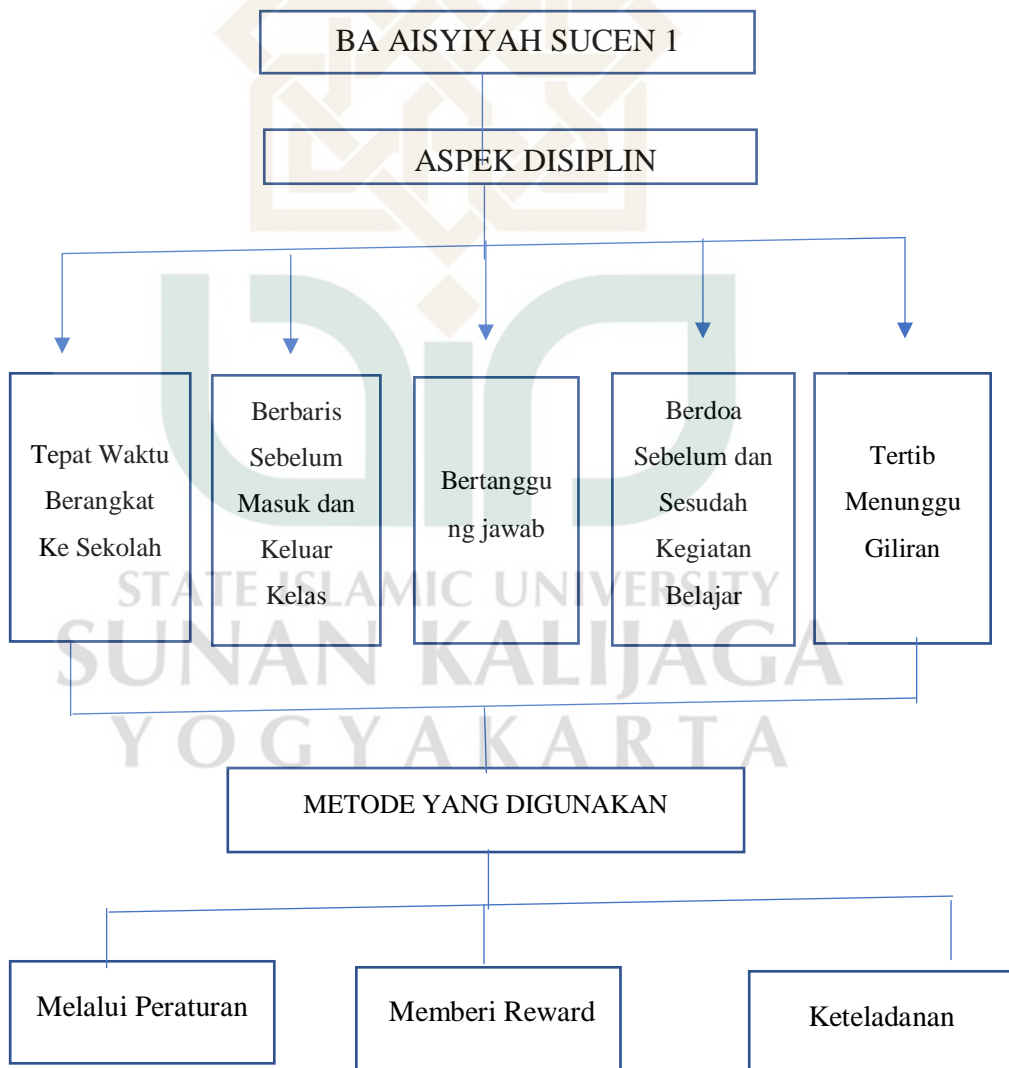 BA AISYIYAH SUCEN 1
ASPEK DISIPLIN
Tepat Waktu
Berangkat
Ke Sekolah
Berbaris
Sebelum
Masuk dan
Keluar
Kelas
Bertanggu
ng jawab
Berdoa
Sebelum dan
Sesudah
Kegiatan
Belajar
Tertib
Menunggu
Giliran
STATE ISLAMIC UNIVERSITY
SUNAN KALIJAGA
YOGYAKARTA
METODE YANG DIGUNAKAN
Melalui Peraturan
Memberi Reward
Keteladanan